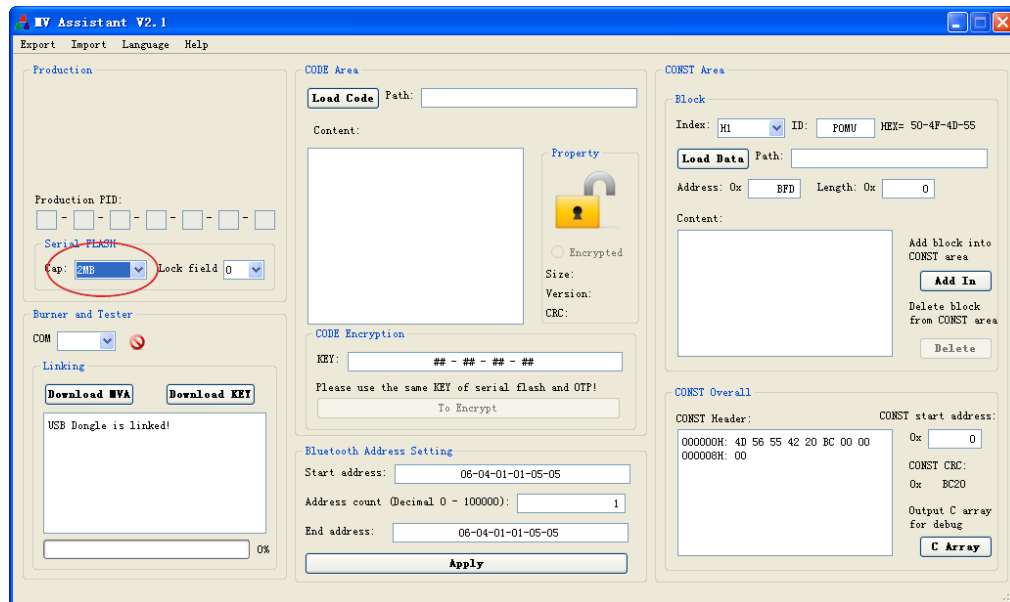 MV Assistant V2.1
Export Import Language Help
Production
Production PID:
- - - - - -
Serial FLASH
Cap: 2MB Lock field 0
Burner and Tester
COM
Linking
Download MVA Download KEY
USB Dongle is linked!
0%
CODE Area
Load Code Path:
Content:
Property
Encrypted
Size:
Version:
CRC:
CODE Encryption
KEY: ## - ## - ## - ##
Please use the same KEY of serial flash and OTP!
To Encrypt
Bluetooth Address Setting
Start address: 06-04-01-01-05-05
Address count (Decimal 0 - 100000): 1
End address: 06-04-01-01-05-05
Apply
CONST Area
Block
Index: H1 ID: POMU HEX= 50-4F-4D-55
Load Data Path:
Address: 0x BFD Length: 0x 0
Content:
Add block into
CONST area
Add In
Delete block
from CONST area
Delete
CONST Overall
CONST Header:
000000H: 4D 56 55 42 20 BC 00 00
000008H: 00
CONST start address:
0x 0
CONST CRC:
0x BC20
Output C array
for debug
C Array